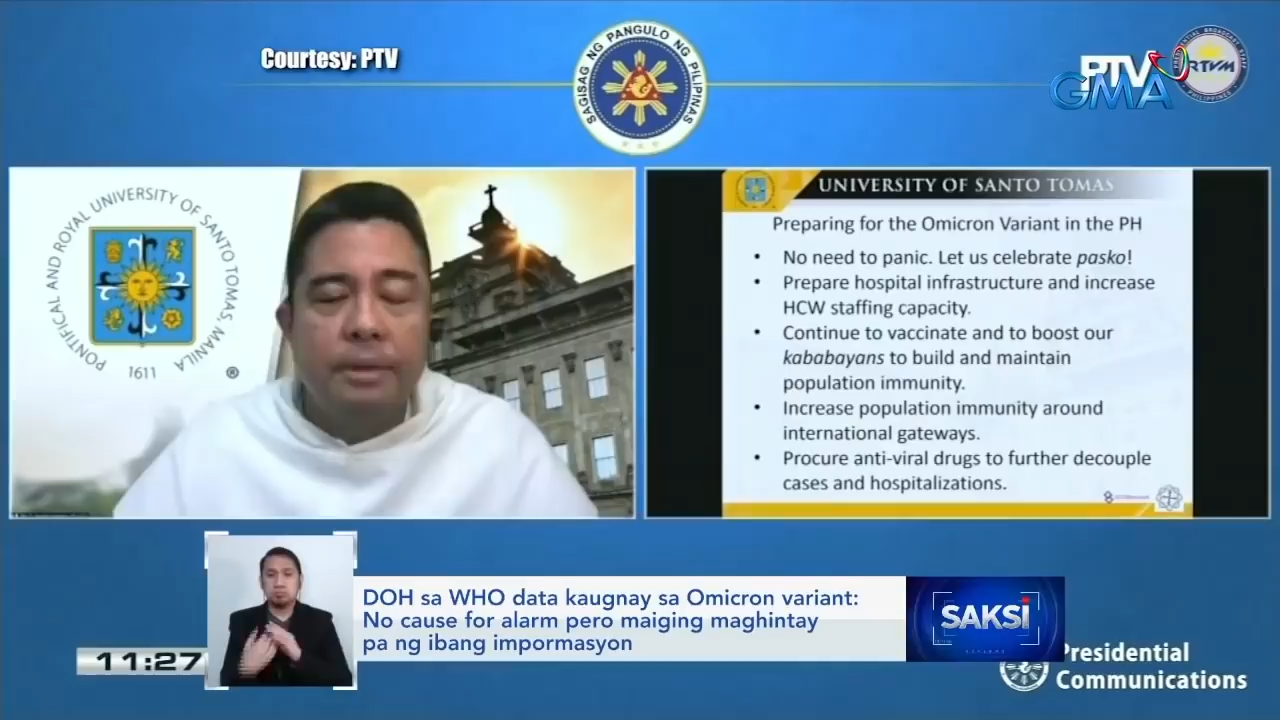 Courtesy: PTV
SAGISAG NG PANGULO NG PILIPINAS
PTV
RTVM
GMA
PONTIFICAL AND ROYAL UNIVERSITY OF SANTO TOMAS, MANILA
1611
®
UNIVERSITY OF SANTO TOMAS
Preparing for the Omicron Variant in the PH
• No need to panic. Let us celebrate pasko!
• Prepare hospital infrastructure and increase
HCW staffing capacity.
• Continue to vaccinate and to boost our
kababayans to build and maintain
population immunity.
• Increase population immunity around
international gateways.
• Procure anti-viral drugs to further decouple
cases and hospitalizations.
DOH sa WHO data kaugnay sa Omicron variant:
No cause for alarm pero maiging maghintay
pa ng ibang impormasyon
SAKSI
11:27
Presidential
Communications